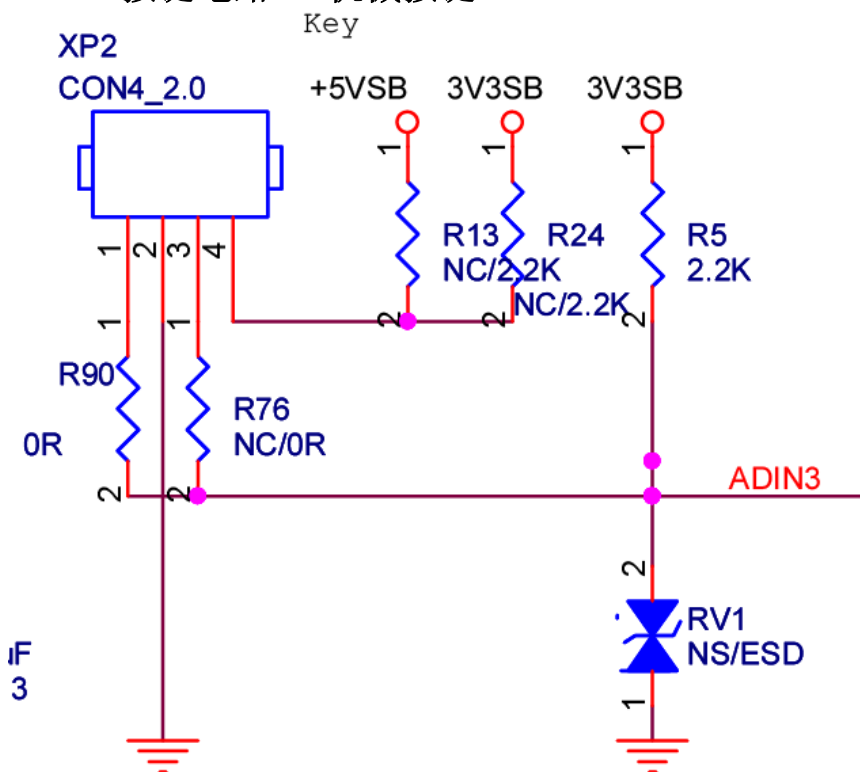 Key
XP2
CON4_2.0
+5VSB
3V3SB
3V3SB
1
1
1
R13
NC/2.2K
R24
NC/2.2K
R5
2.2K
1
2
3
4
2
2
2
1
1
R90
0R
R76
NC/0R
2
2
ADIN3
2
RV1
NS/ESD
1
F
3